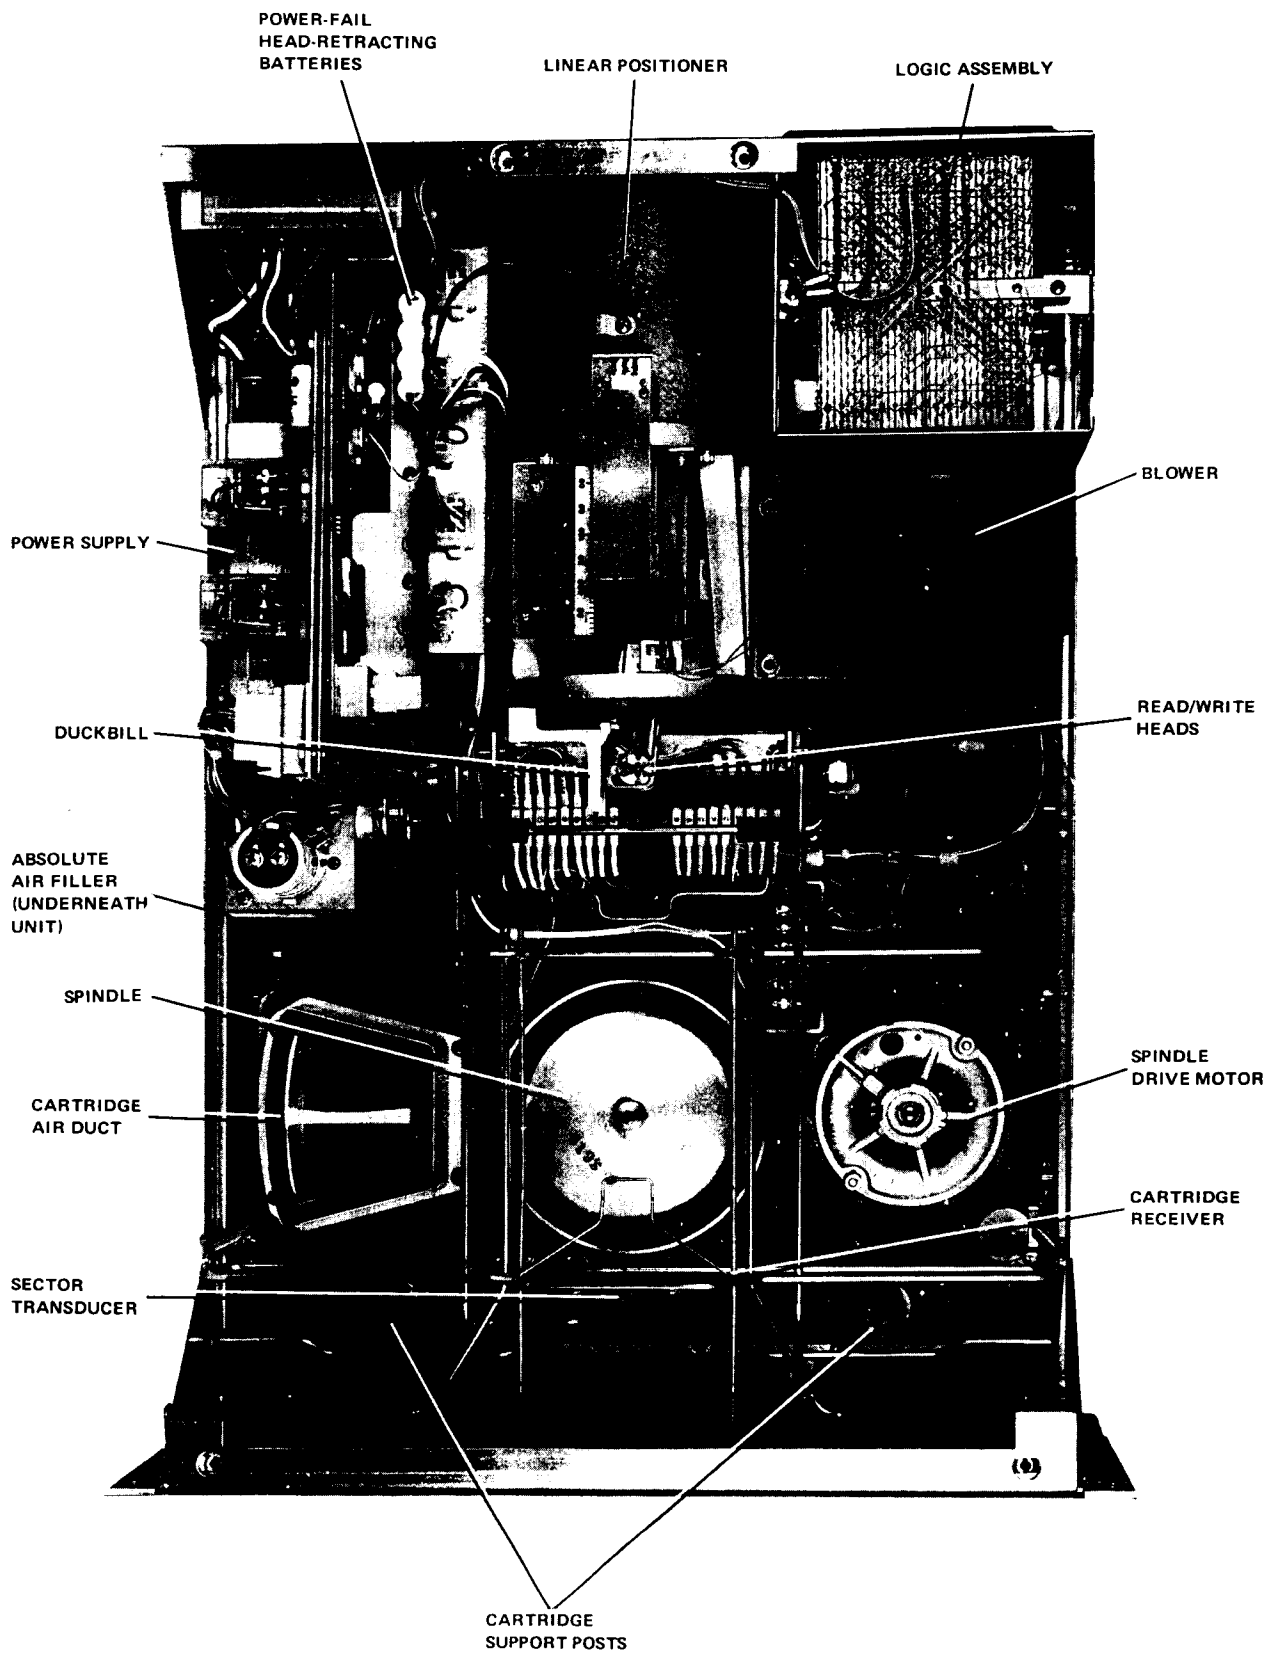 POWER-FAIL
HEAD-RETRACTING
BATTERIES
LINEAR POSITIONER
LOGIC ASSEMBLY
BLOWER
POWER SUPPLY
READ/WRITE
HEADS
DUCKBILL
ABSOLUTE
AIR FILLER
(UNDERNEATH
UNIT)
SPINDLE
SPINDLE
DRIVE MOTOR
CARTRIDGE
AIR DUCT
CARTRIDGE
RECEIVER
SECTOR
TRANSDUCER
CARTRIDGE
SUPPORT POSTS